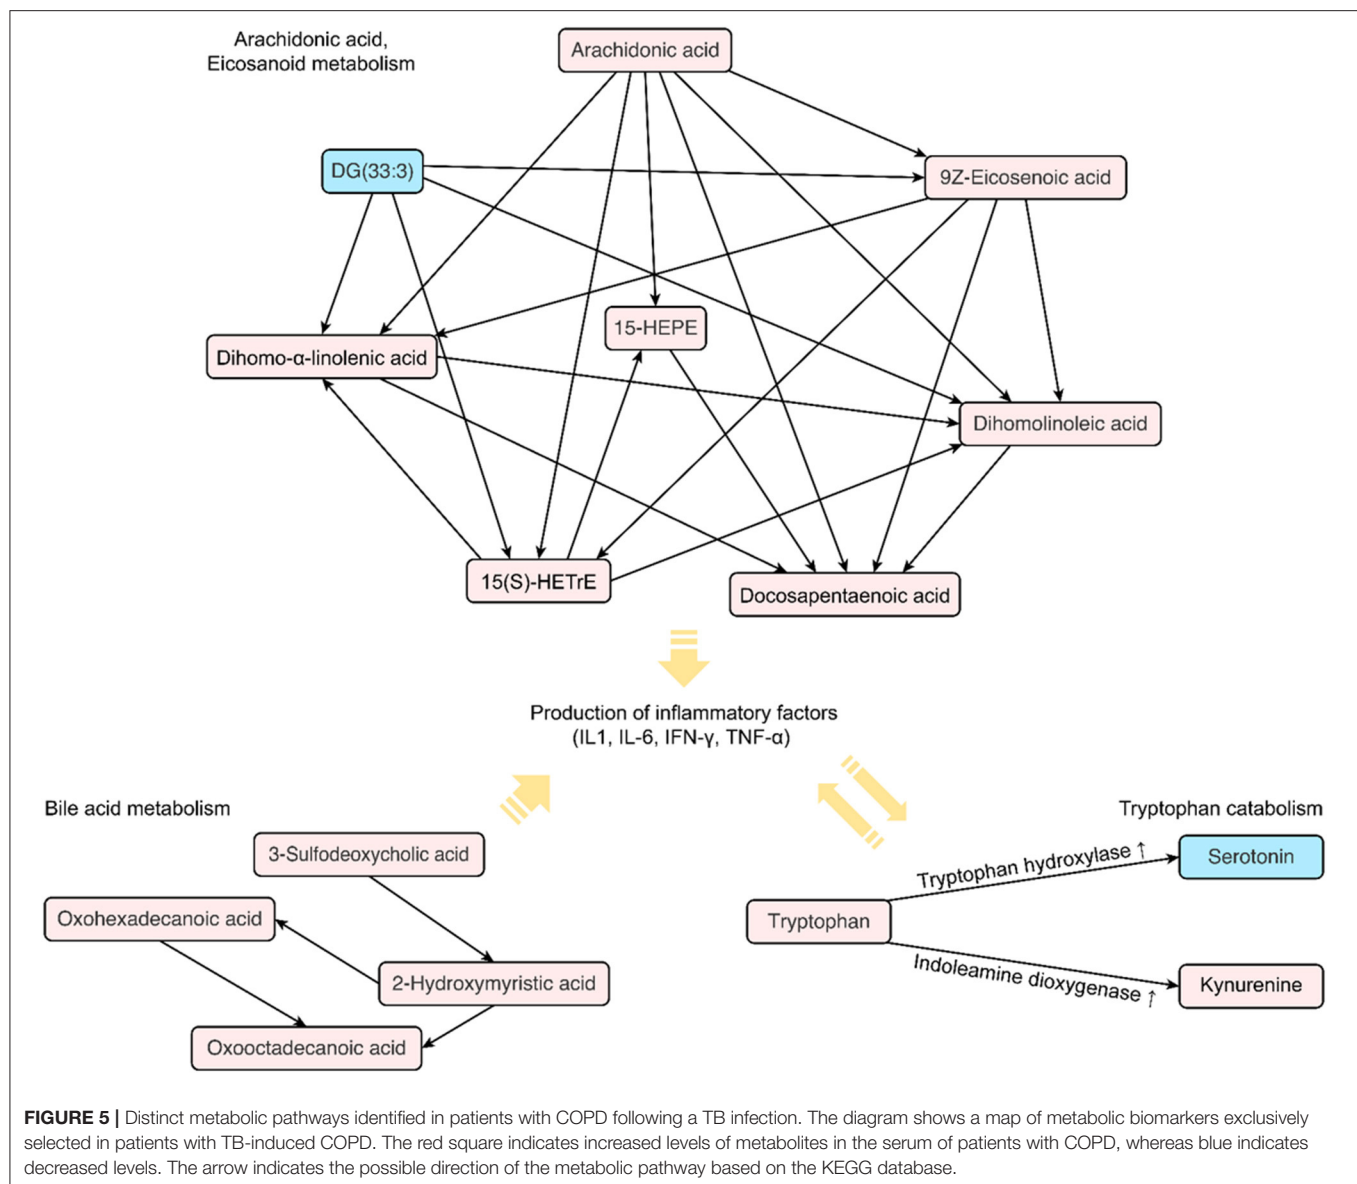 Arachidonic acid,
Eicosanoid metabolism
Arachidonic acid
DG(33:3)
9Z-Eicosenoic acid
15-HEPE
Dihomo-α-linolenic acid
Dihomolinoleic acid
15(S)-HETrE
Docosapentaenoic acid
Production of inflammatory factors
(IL1, IL-6, IFN-γ, TNF-α)
Bile acid metabolism
3-Sulfodeoxycholic acid
Oxohexadecanoic acid
2-Hydroxymyristic acid
Oxooctadecanoic acid
Tryptophan catabolism
Tryptophan hydroxylase ↑
Serotonin
Tryptophan
Indoleamine dioxygenase ↑
Kynurenine
FIGURE 5 | Distinct metabolic pathways identified in patients with COPD following a TB infection. The diagram shows a map of metabolic biomarkers exclusively
selected in patients with TB-induced COPD. The red square indicates increased levels of metabolites in the serum of patients with COPD, whereas blue indicates
decreased levels. The arrow indicates the possible direction of the metabolic pathway based on the KEGG database.